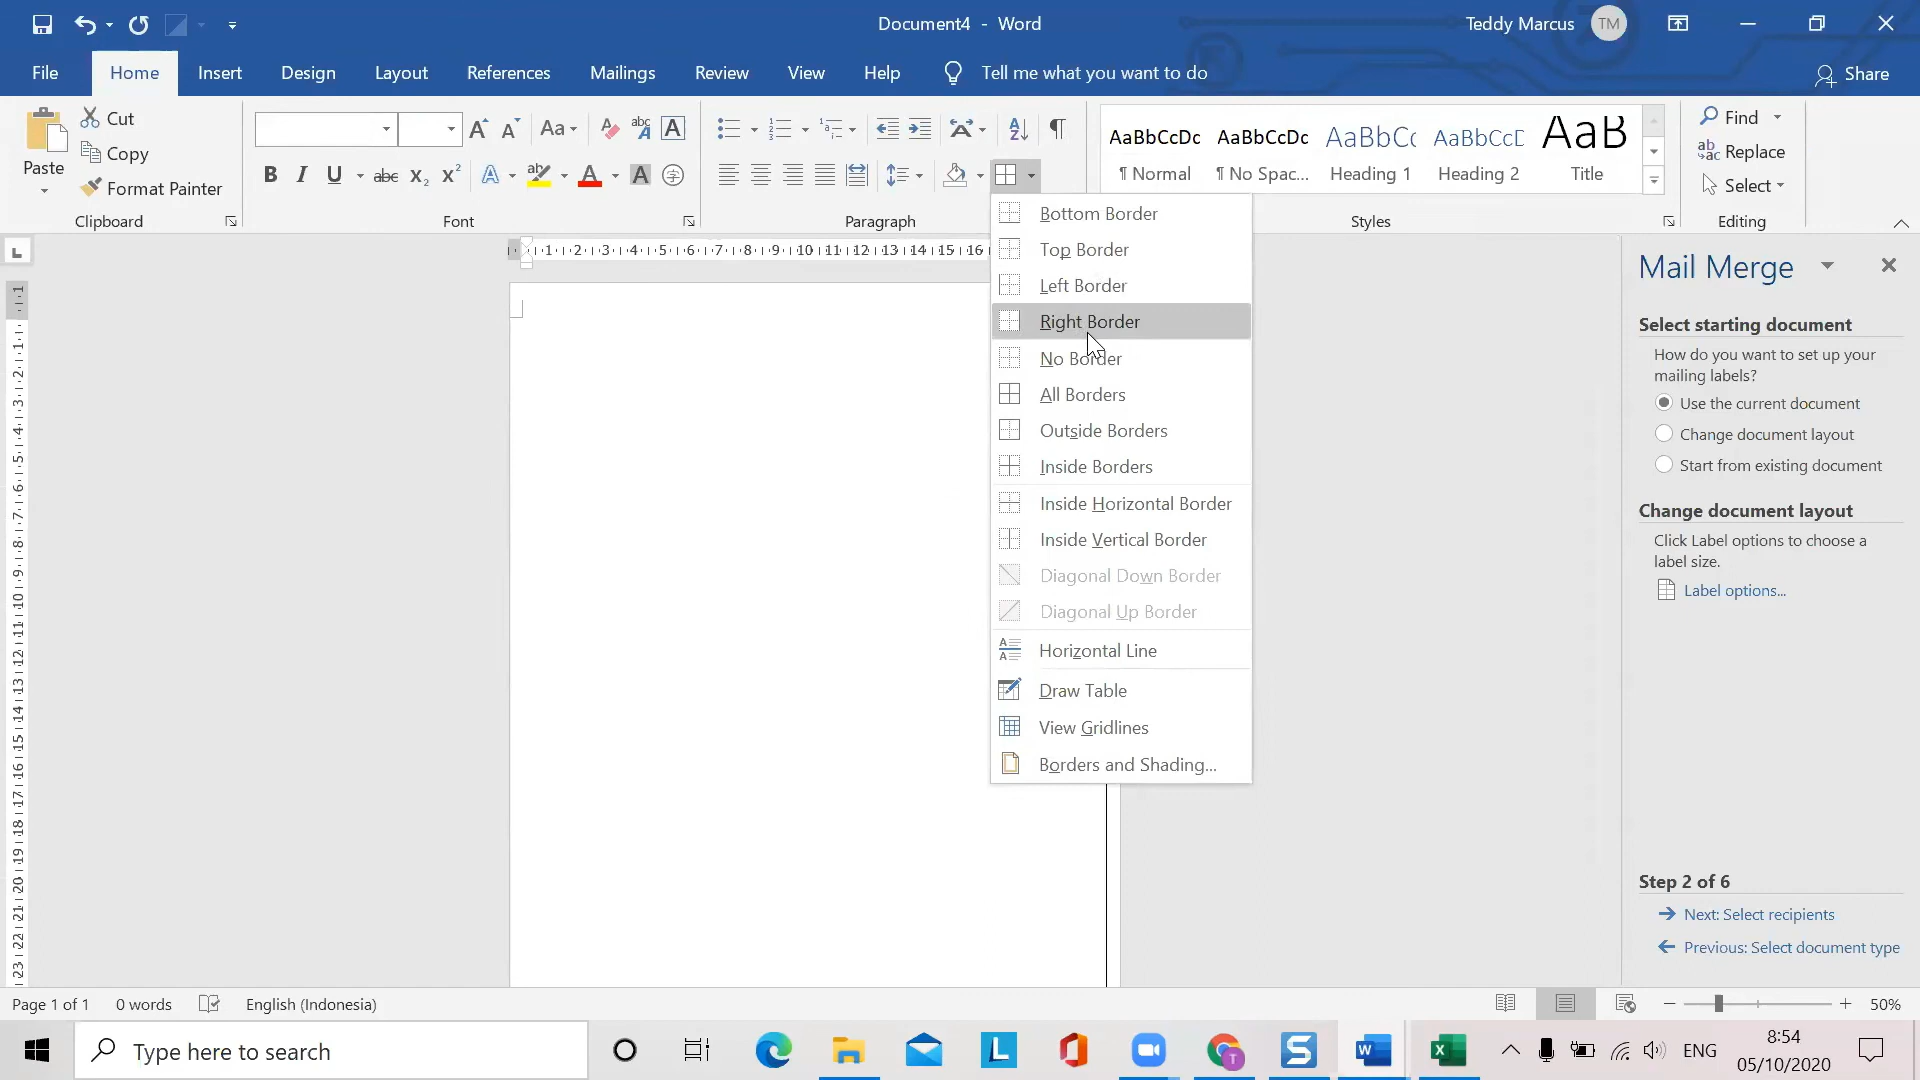 Document4 - Word
Teddy Marcus
TM
File
Home
Insert
Design
Layout
References
Mailings
Review
View
Help
Tell me what you want to do
Share
Paste
Cut
Copy
Format Painter
Clipboard
Font
Paragraph
AaBbCcDc
AaBbCcDc
AaBbCc
AaBbCcD
AaB
¶ Normal
¶ No Spac...
Heading 1
Heading 2
Title
Styles
Find
Replace
Select
Editing
Bottom Border
Top Border
Left Border
Right Border
No Border
All Borders
Outside Borders
Inside Borders
Inside Horizontal Border
Inside Vertical Border
Diagonal Down Border
Diagonal Up Border
Horizontal Line
Draw Table
View Gridlines
Borders and Shading...
Mail Merge
Select starting document
How do you want to set up your
mailing labels?
Use the current document
Change document layout
Start from existing document
Change document layout
Click Label options to choose a
label size.
Label options...
Step 2 of 6
Next: Select recipients
Previous: Select document type
Page 1 of 1
0 words
English (Indonesia)
50%
Type here to search
ENG
8:54
05/10/2020